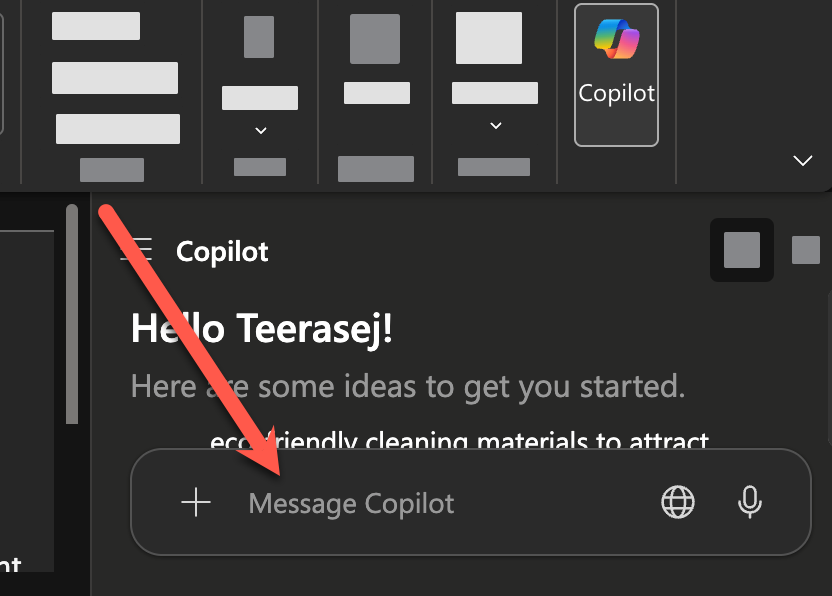 Copilot
Copilot
Hello Teerasej!
Here are some ideas to get you started.
eco-friendly cleaning materials to attract
Message Copilot
nt